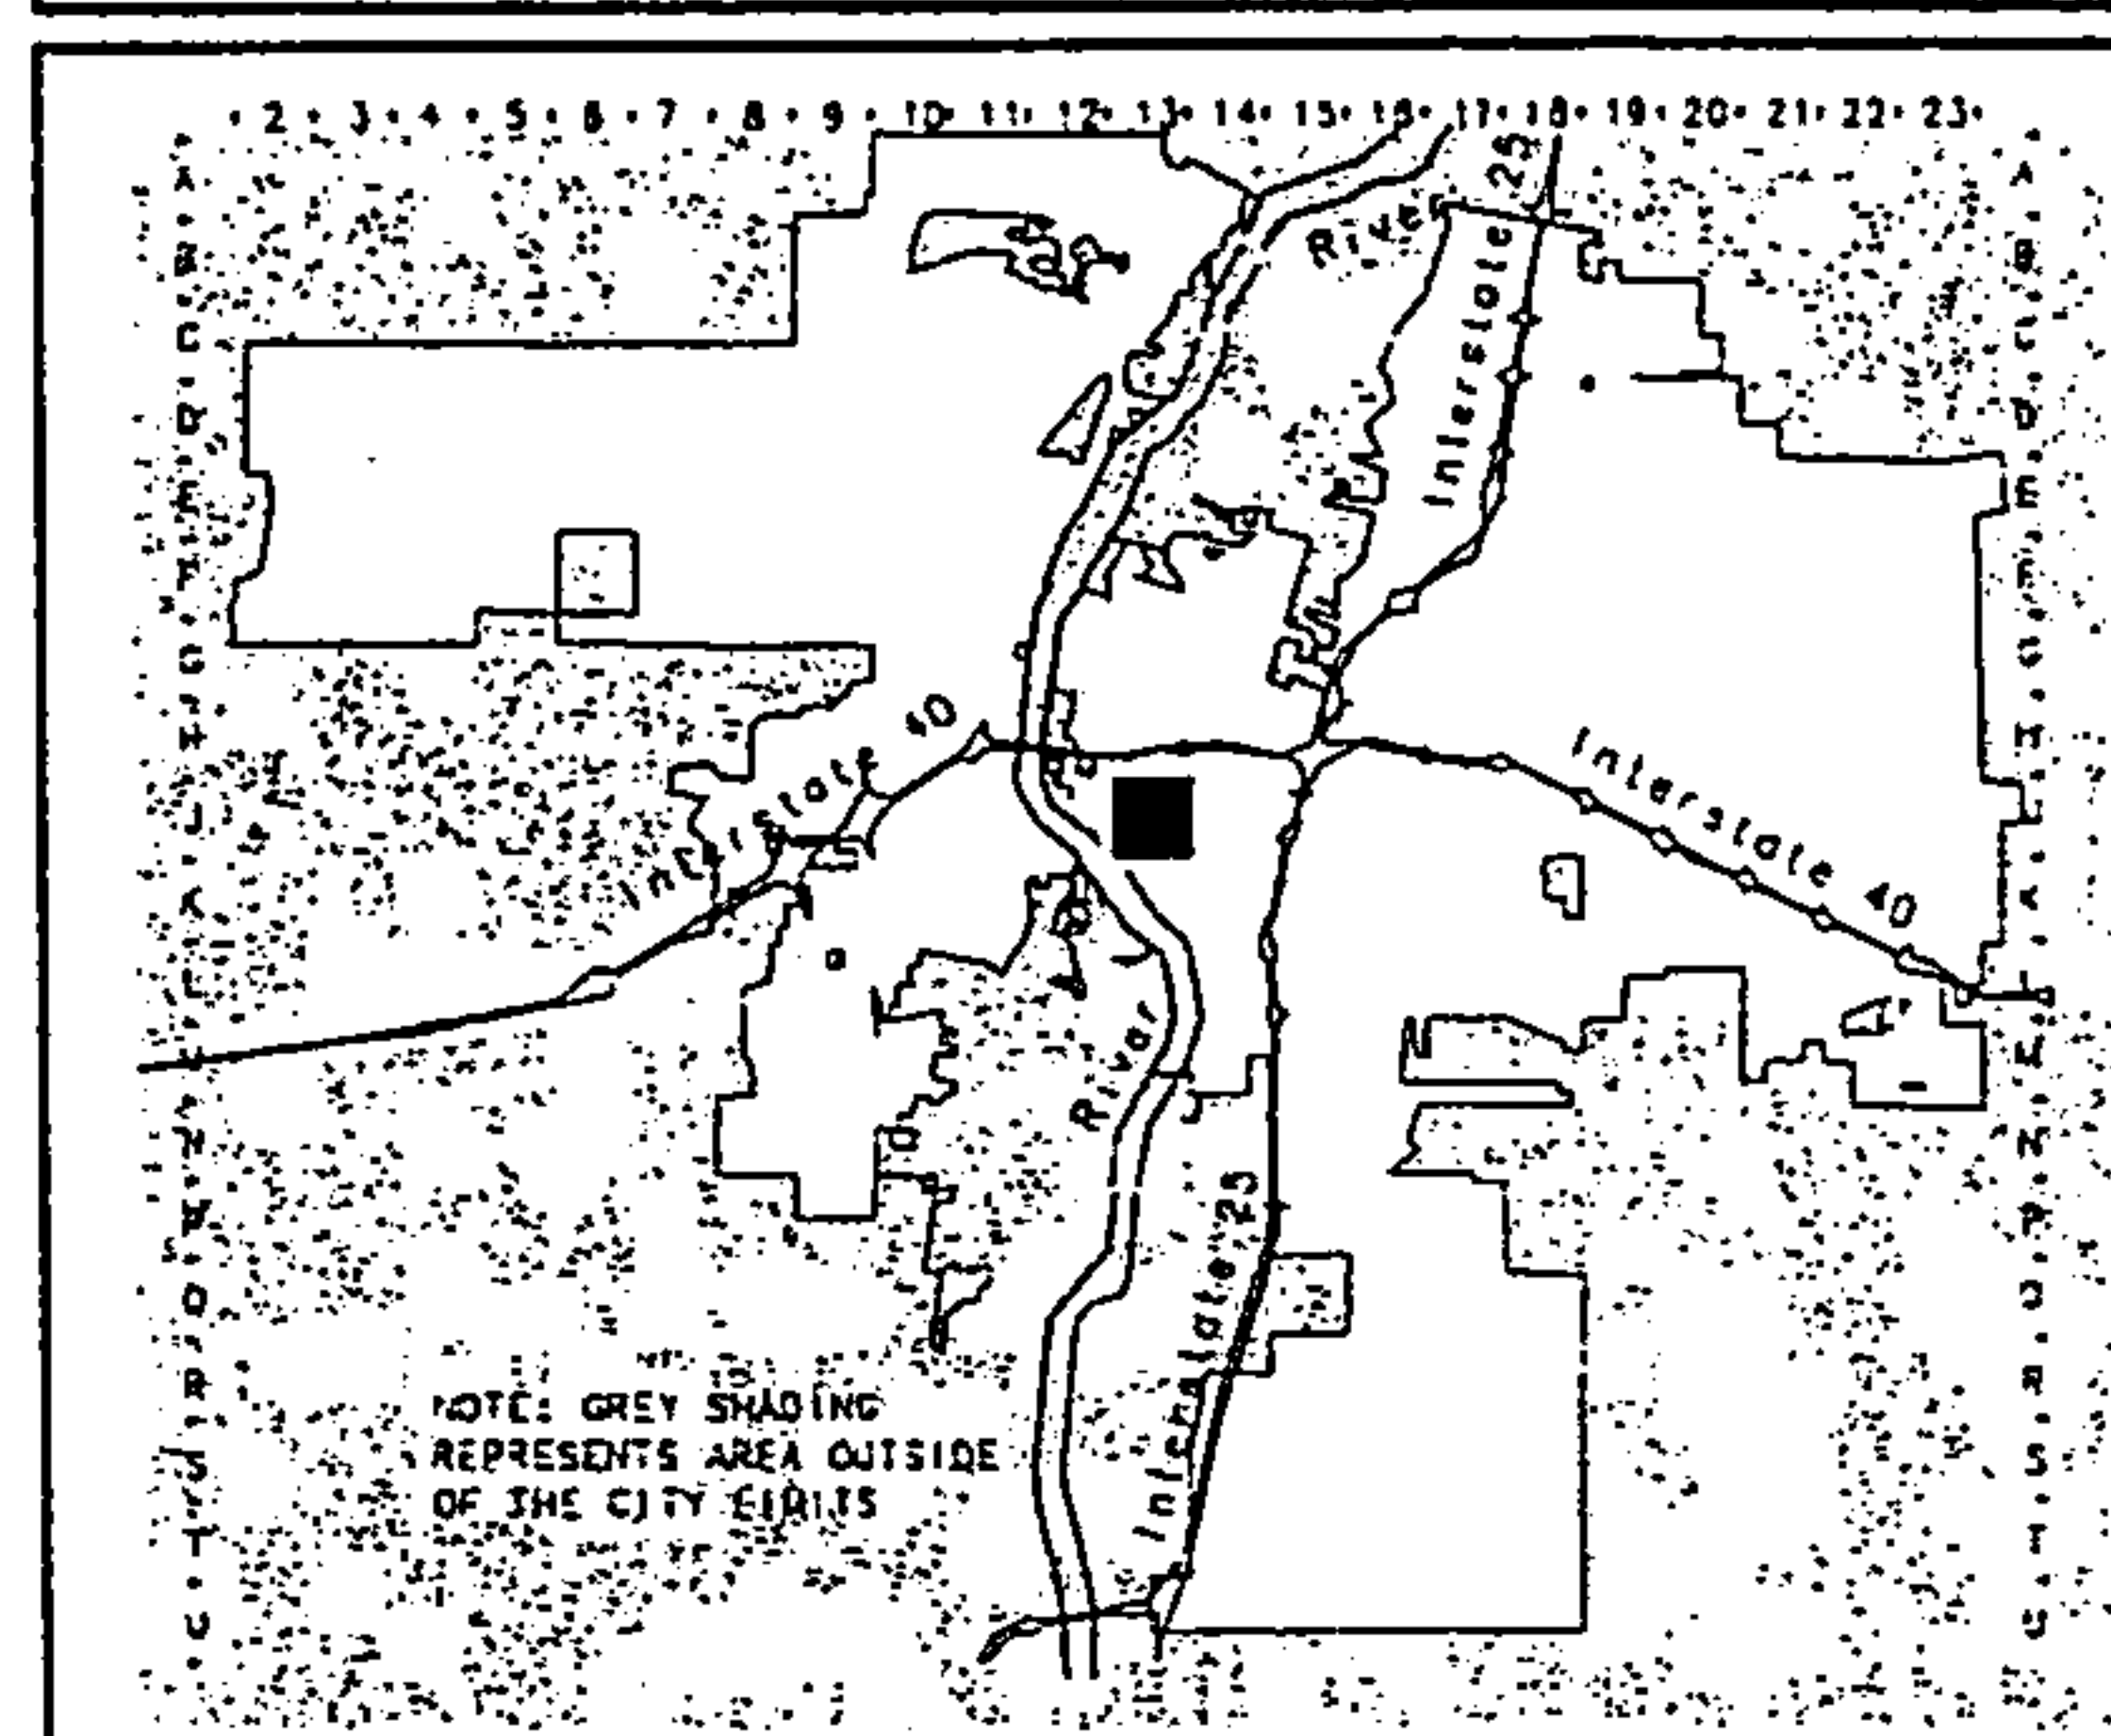 · 2 · 3 · 4 · 5 · 6 · 7 · 8 · 9 · 10 · 11 · 12 · 13 · 14 · 15 · 16 · 17 · 18 · 19 · 20 · 21 · 22 · 23 ·
River
Interstate 25
Interstate 40
Interstate 40
River
Interstate 25
NOTE: GREY SHADING
REPRESENTS AREA OUTSIDE
OF THE CITY LIMITS